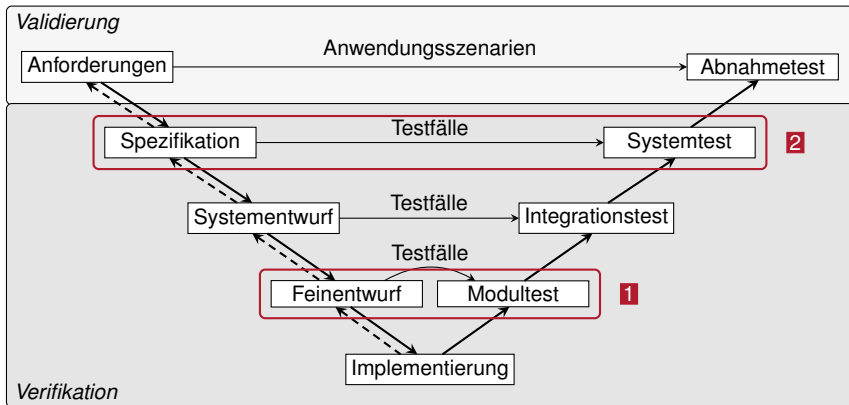 Validierung
Anwendungsszenarien
Anforderungen
Abnahmetest
Testfälle
Spezifikation
Systemtest
2
Testfälle
Systementwurf
Integrationstest
Testfälle
Feinentwurf
Modultest
1
Implementierung
Verifikation